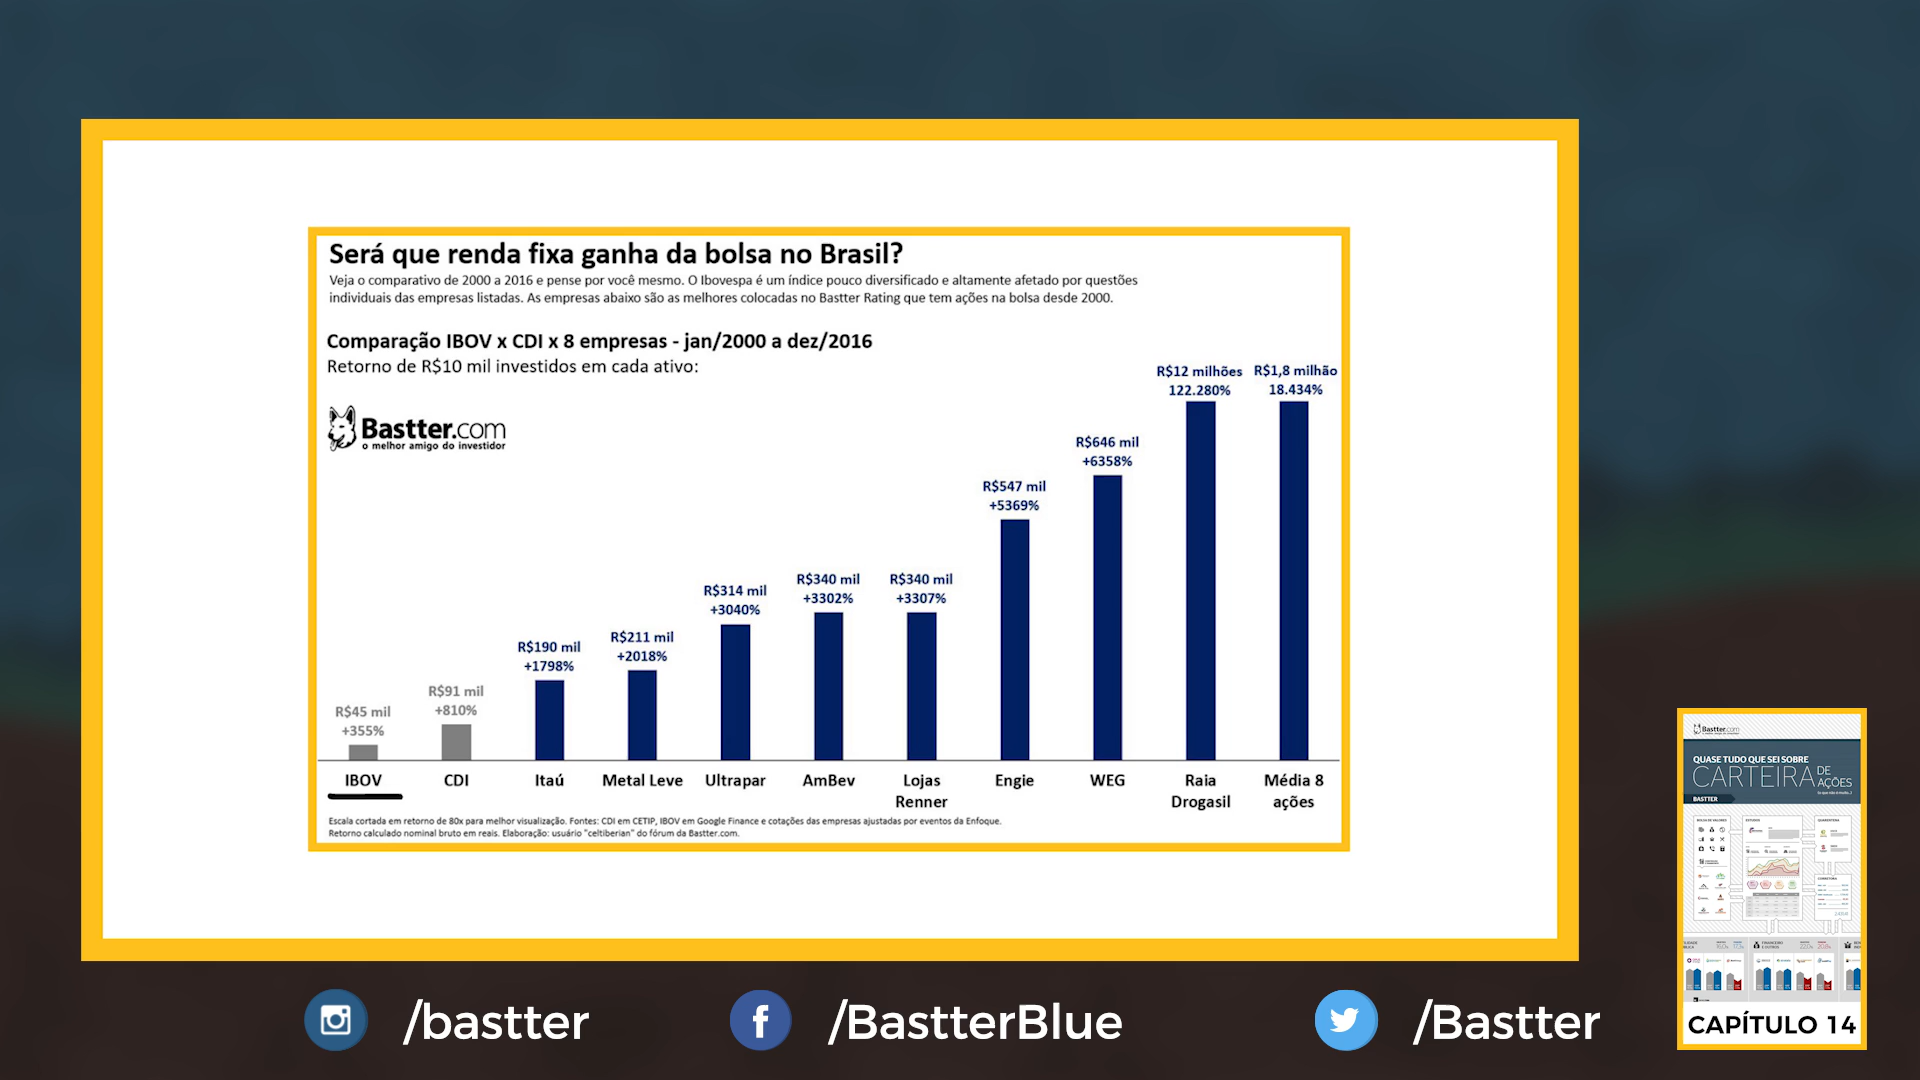 Será que renda fixa ganha da bolsa no Brasil?
Veja o comparativo de 2000 a 2016 e pense por você mesmo. O Ibovespa é um índice pouco diversificado e altamente afetado por questões
individuais das empresas listadas. As empresas abaixo são as melhores colocadas no Bastter Rating que tem ações na bolsa desde 2000.
Comparação IBOV x CDI x 8 empresas - jan/2000 a dez/2016
Retorno de R$10 mil investidos em cada ativo:
Bastter.com
o melhor amigo do investidor
R$45 mil
+355%
R$91 mil
+810%
R$190 mil
+1798%
R$211 mil
+2018%
R$314 mil
+3040%
R$340 mil
+3302%
R$340 mil
+3307%
R$547 mil
+5369%
R$646 mil
+6358%
R$12 milhões
122.280%
R$1,8 milhão
18.434%
IBOV
CDI
Itaú
Metal Leve
Ultrapar
AmBev
Lojas
Renner
Engie
WEG
Raia
Drogasil
Média 8
ações
Escala cortada em retorno de 80x para melhor visualização. Fontes: CDI em CETIP, IBOV em Google Finance e cotações das empresas ajustadas por eventos da Enfoque.
Retorno calculado nominal bruto em reais. Elaboração: usuário "celtiberian" do fórum da Bastter.com.
Bastter.com
QUASE TUDO QUE SEI SOBRE
CARTEIRA DE AÇÕES
BASTTER
CAPÍTULO 14
/bastter
/BastterBlue
/Bastter